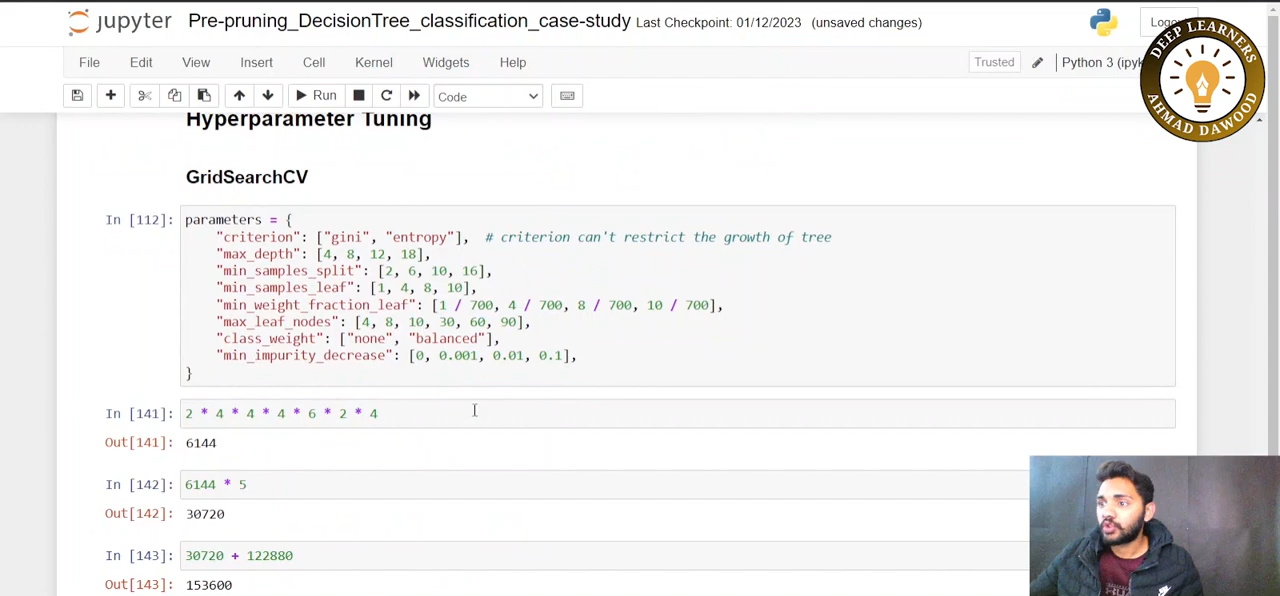 jupyter Pre-pruning_DecisionTree_classification_case-study Last Checkpoint: 01/12/2023 (unsaved changes)
File Edit View Insert Cell Kernel Widgets Help Trusted Python 3
Run Code
DEEP LEARNERS
AHMAD DAWOOD
Hyperparameter Tuning
GridSearchCV
In [112]: parameters = {
"criterion": ["gini", "entropy"], # criterion can't restrict the growth of tree
"max_depth": [4, 8, 12, 18],
"min_samples_split": [2, 6, 10, 16],
"min_samples_leaf": [1, 4, 8, 10],
"min_weight_fraction_leaf": [1 / 700, 4 / 700, 8 / 700, 10 / 700],
"max_leaf_nodes": [4, 8, 10, 30, 60, 90],
"class_weight": ["none", "balanced"],
"min_impurity_decrease": [0, 0.001, 0.01, 0.1],
}
In [141]: 2 * 4 * 4 * 4 * 6 * 2 * 4
Out[141]: 6144
In [142]: 6144 * 5
Out[142]: 30720
In [143]: 30720 + 122880
Out[143]: 153600